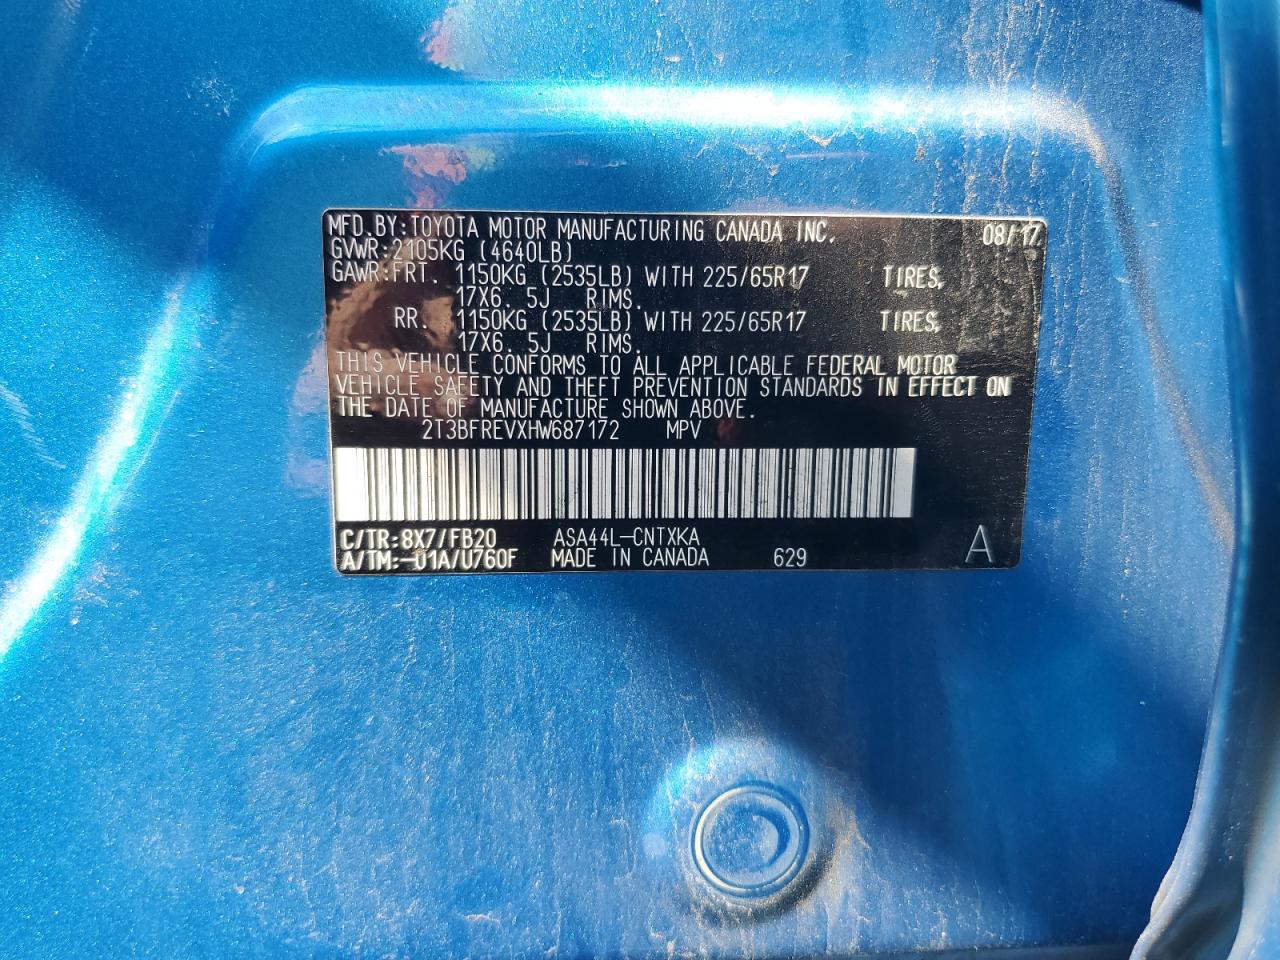 MFD.BY:TOYOTA MOTOR MANUFACTURING CANADA INC. 08/17
GVWR:2105KG (4640LB)
GAWR:FRT. 1150KG (2535LB) WITH 225/65R17 TIRES,
17X6. 5J RIMS.
RR. 1150KG (2535LB) WITH 225/65R17 TIRES,
17X6. 5J RIMS.
THIS VEHICLE CONFORMS TO ALL APPLICABLE FEDERAL MOTOR
VEHICLE SAFETY AND THEFT PREVENTION STANDARDS IN EFFECT ON
THE DATE OF MANUFACTURE SHOWN ABOVE.
2T3BFREVXHW687172 MPV
C/TR:8X7/FB20 ASA44L-CNTXKA
A/TM:-01A/U760F MADE IN CANADA 629 A